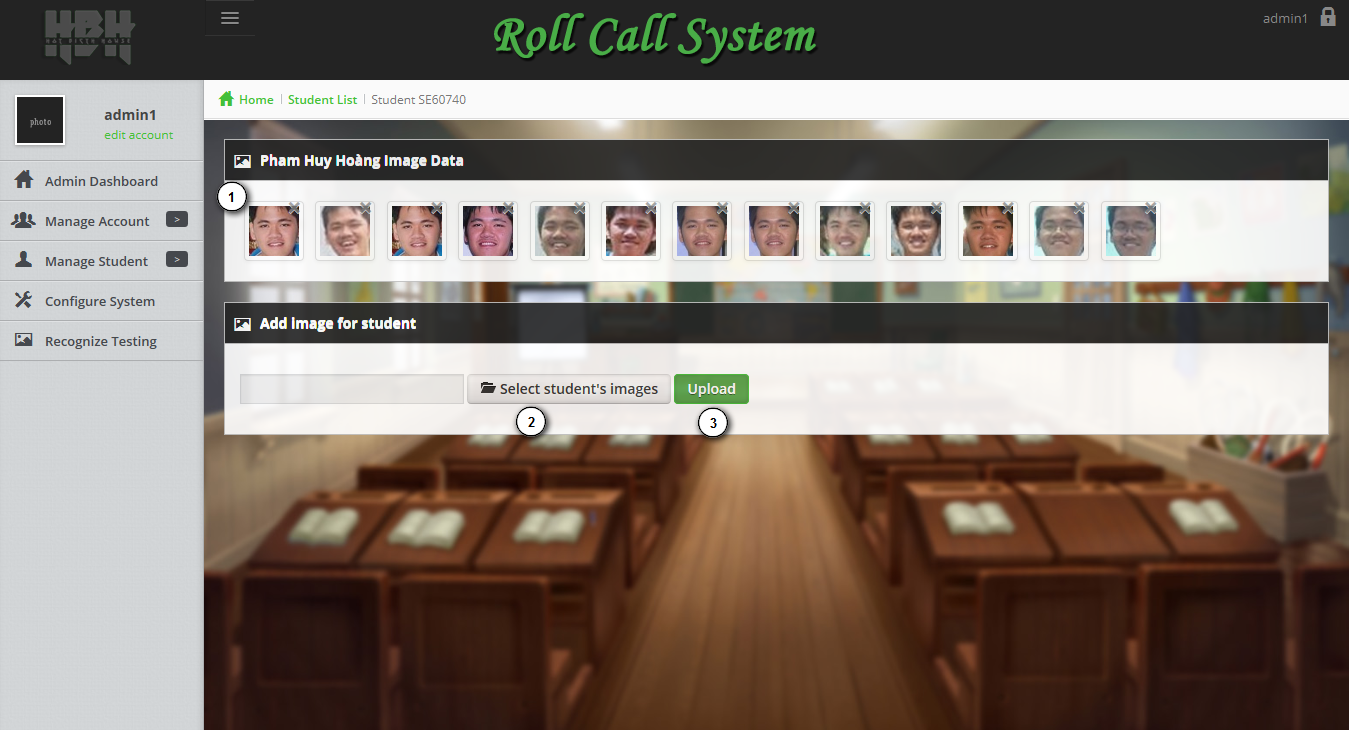 HBH
Roll Call System
admin1
photo
admin1
edit account
Home
Student List
Student SE60740
Admin Dashboard
Manage Account
>
Manage Student
>
Configure System
Recognize Testing
Pham Huy Hoàng Image Data
1
Add image for student
Select student's images
Upload
2
3